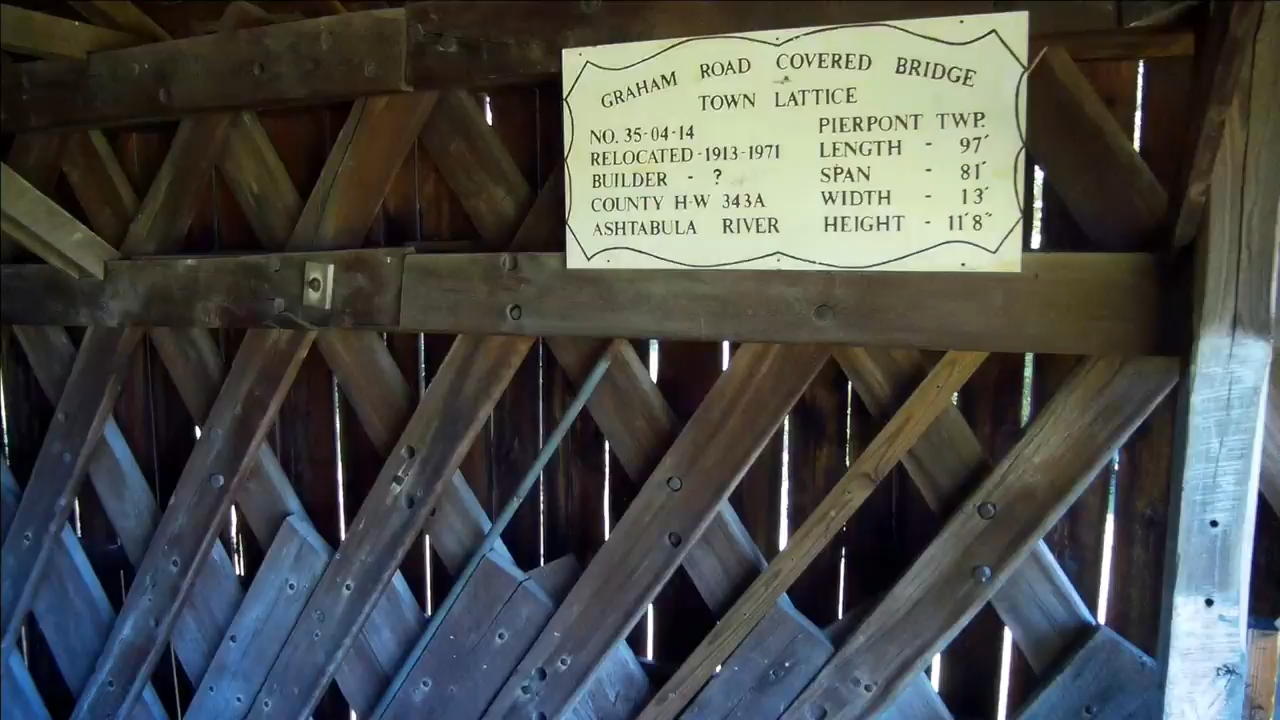 GRAHAM ROAD COVERED BRIDGE
TOWN LATTICE
NO. 35-04-14
RELOCATED - 1913-1971
BUILDER - ?
COUNTY H-W 343A
ASHTABULA RIVER
PIERPONT TWP.
LENGTH - 97'
SPAN - 81'
WIDTH - 13'
HEIGHT - 11'8"